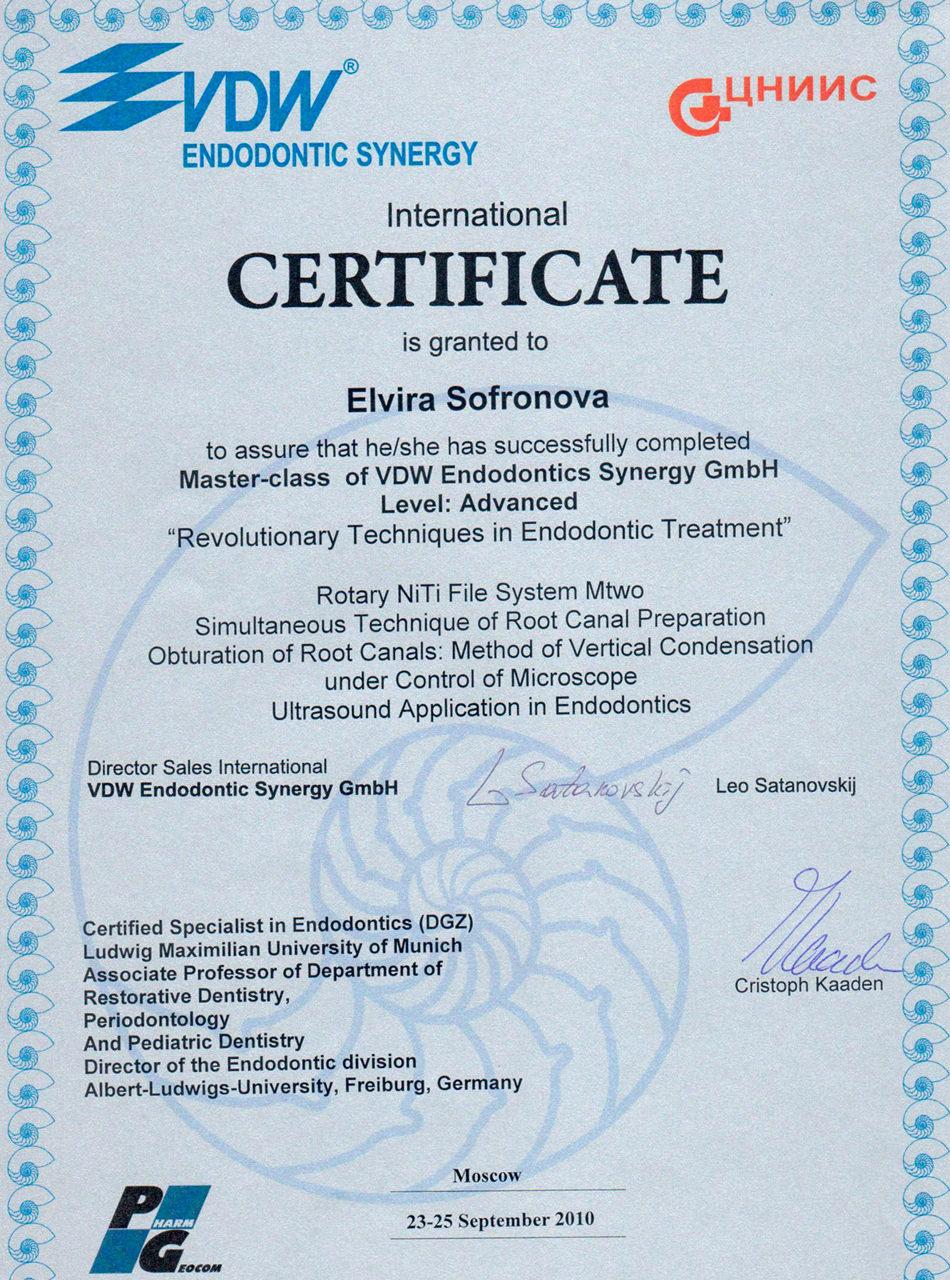 VDW®
ENDODONTIC SYNERGY
ЦНИИС
International
CERTIFICATE
is granted to
Elvira Sofronova
to assure that he/she has successfully completed
Master-class of VDW Endodontics Synergy GmbH
Level: Advanced
“Revolutionary Techniques in Endodontic Treatment”
Rotary NiTi File System Mtwo
Simultaneous Technique of Root Canal Preparation
Obturation of Root Canals: Method of Vertical Condensation
under Control of Microscope
Ultrasound Application in Endodontics
Director Sales International
VDW Endodontic Synergy GmbH
L Satanovskij
Leo Satanovskij
Certified Specialist in Endodontics (DGZ)
Ludwig Maximilian University of Munich
Associate Professor of Department of
Restorative Dentistry,
Periodontology
And Pediatric Dentistry
Director of the Endodontic division
Albert-Ludwigs-University, Freiburg, Germany
Kaaden
Cristoph Kaaden
Moscow
23-25 September 2010
PHARM
GEOCOM